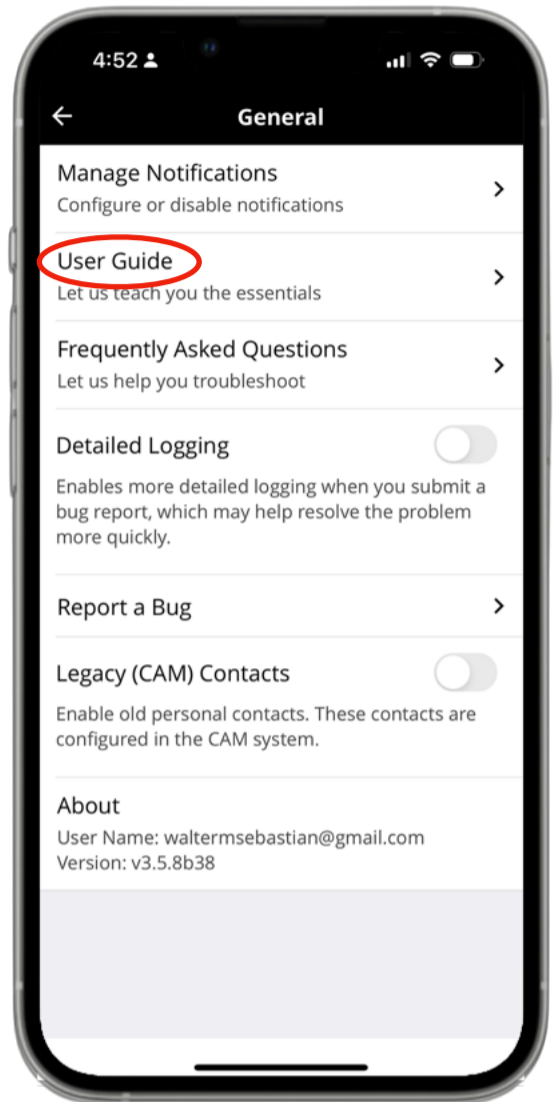 4:52
General
Manage Notifications
Configure or disable notifications
User Guide
Let us teach you the essentials
Frequently Asked Questions
Let us help you troubleshoot
Detailed Logging
Enables more detailed logging when you submit a
bug report, which may help resolve the problem
more quickly.
Report a Bug
Legacy (CAM) Contacts
Enable old personal contacts. These contacts are
configured in the CAM system.
About
User Name: waltermsebastian@gmail.com
Version: v3.5.8b38